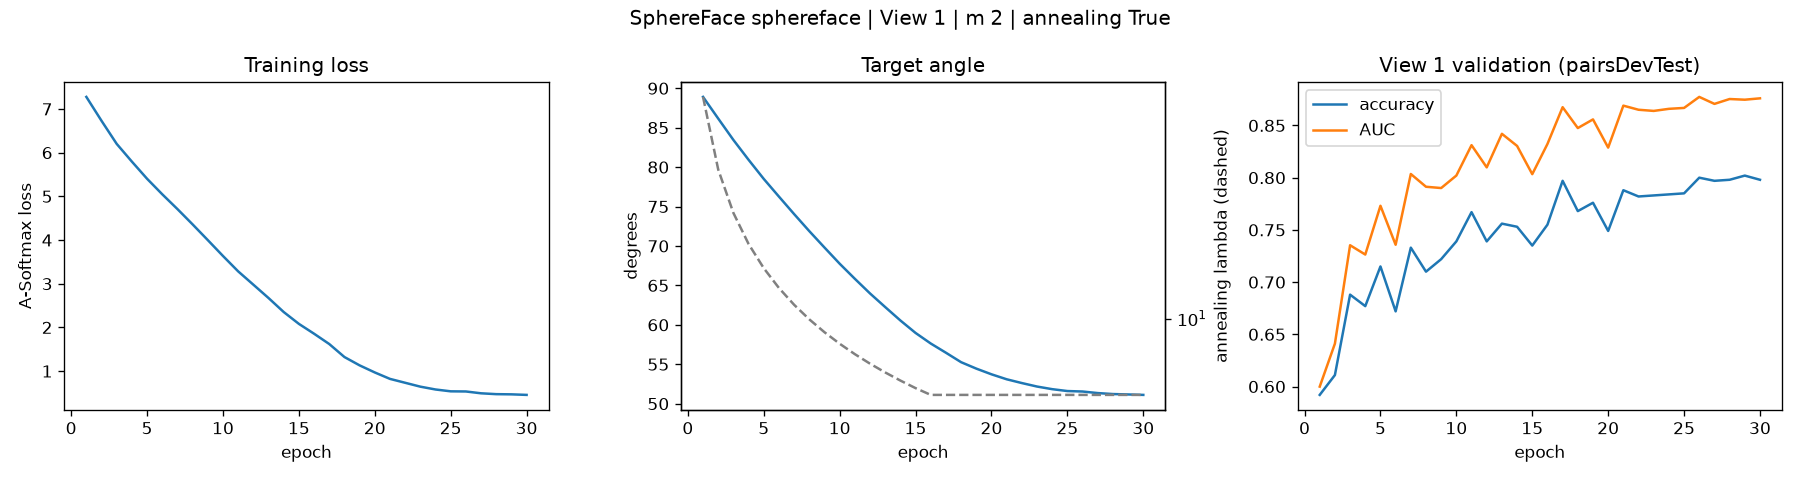 SphereFace sphereface | View 1 | m 2 | annealing True
Training loss
A-Softmax loss
7
6
5
4
3
2
1
0 5 10 15 20 25 30
epoch
Target angle
degrees
90
85
80
75
70
65
60
55
50
0 5 10 15 20 25 30
epoch
10^1
annealing lambda (dashed)
View 1 validation (pairsDevTest)
accuracy
AUC
0.85
0.80
0.75
0.70
0.65
0.60
0 5 10 15 20 25 30
epoch